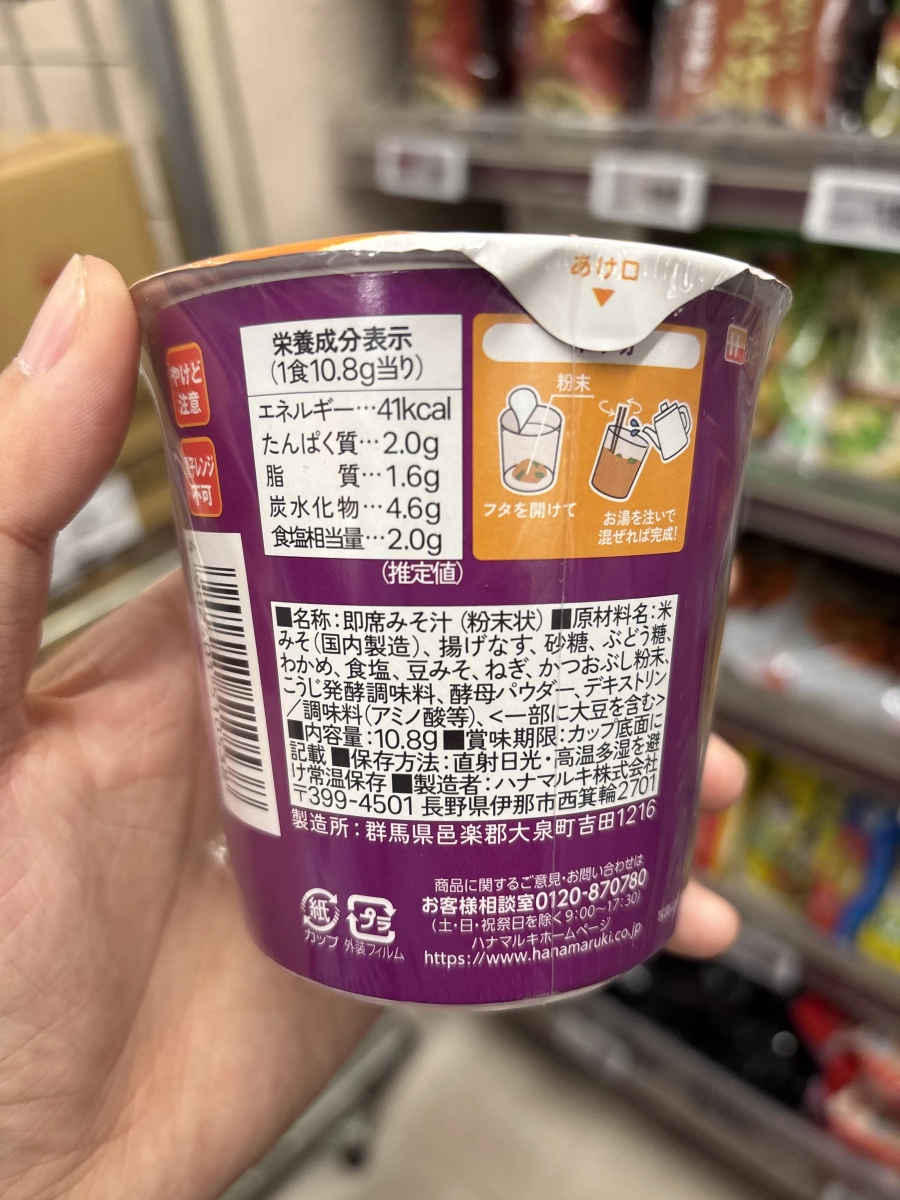 あけ口
やけど
注意
レンジ
不可
栄養成分表示
(1食10.8g当り)
エネルギー…41kcal
たんぱく質…2.0g
脂　　質…1.6g
炭水化物…4.6g
食塩相当量…2.0g
(推定値)
粉末
フタを開けて
お湯を注いで
混ぜれば完成!
■名称：即席みそ汁（粉末状）■原材料名：米
みそ（国内製造）、揚げなす、砂糖、ぶどう糖、
わかめ、食塩、豆みそ、ねぎ、かつおぶし粉末、
こうじ発酵調味料、酵母パウダー、デキストリン
／調味料（アミノ酸等）、<一部に大豆を含む>
■内容量：10.8g ■賞味期限：カップ底面に
記載 ■保存方法：直射日光・高温多湿を避
け常温保存 ■製造者：ハナマルキ株式会社
〒399-4501 長野県伊那市西箕輪2701
製造所：群馬県邑楽郡大泉町吉田1216
商品に関するご意見・お問い合わせは
お客様相談室0120-870780
(土・日・祝祭日を除く9:00〜17:30)
ハナマルキホームページ
https://www.hanamaruki.co.jp
紙
カップ
プラ
外装フィルム